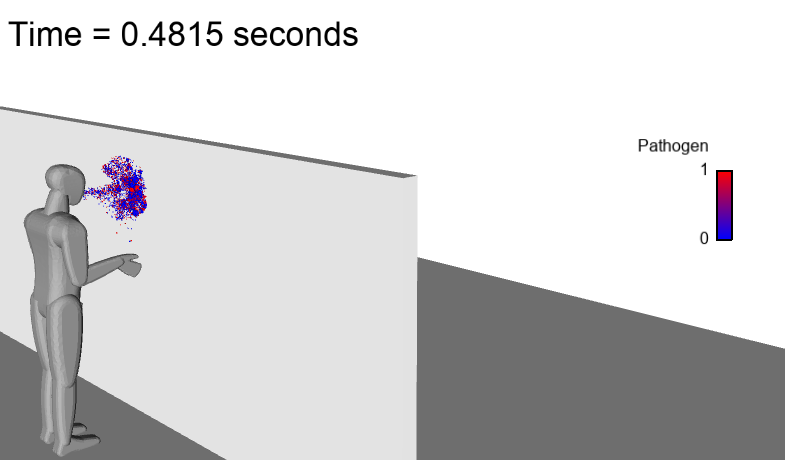 Time = 0.4815 seconds
Pathogen
1
0